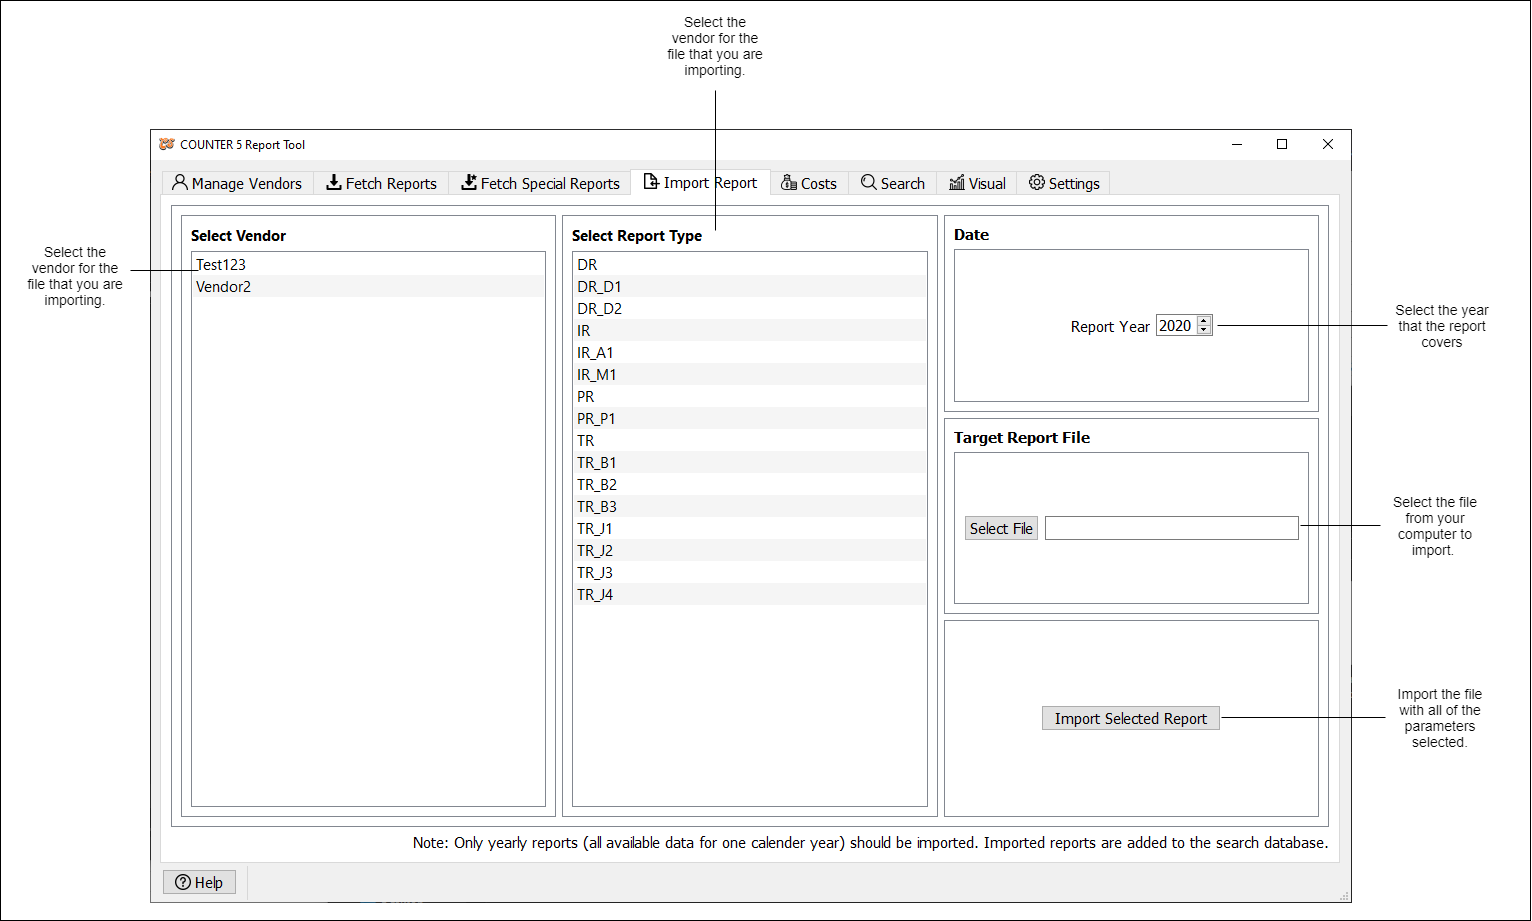 Select the
vendor for the
file that you are
importing.
COUNTER 5 Report Tool
Manage Vendors
Fetch Reports
Fetch Special Reports
Import Report
Costs
Search
Visual
Settings
Select the
vendor for the
file that you are
importing.
Select Vendor
Test123
Vendor2
Select Report Type
DR
DR_D1
DR_D2
IR
IR_A1
IR_M1
PR
PR_P1
TR
TR_B1
TR_B2
TR_B3
TR_J1
TR_J2
TR_J3
TR_J4
Date
Report Year 2020
Select the year
that the report
covers
Target Report File
Select File
Select the file
from your
computer to
import.
Import Selected Report
Import the file
with all of the
parameters
selected.
Note: Only yearly reports (all available data for one calender year) should be imported. Imported reports are added to the search database.
Help